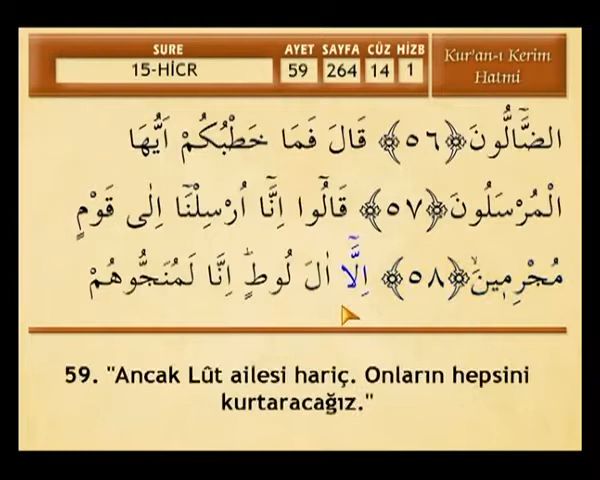 SURE AYET SAYFA CÜZ HİZB
15-HİCR 59 264 14 1
Kur'an-ı Kerim
Hatmi
الضَّٓالُّونَ ﴿٥٦﴾ قَالَ فَمَا خَطْبُكُمْ اَيُّهَا
الْمُرْسَلُونَ ﴿٥٧﴾ قَالُٓوا اِنَّٓا اُرْسِلْنَٓا اِلٰى قَوْمٍ
مُجْرِمٖينَۙ ﴿٥٨﴾ اِلَّٓا اٰلَ لُوطٍۜ اِنَّا لَمُنَجُّوهُمْ
59. "Ancak Lût ailesi hariç. Onların hepsini
kurtaracağız."